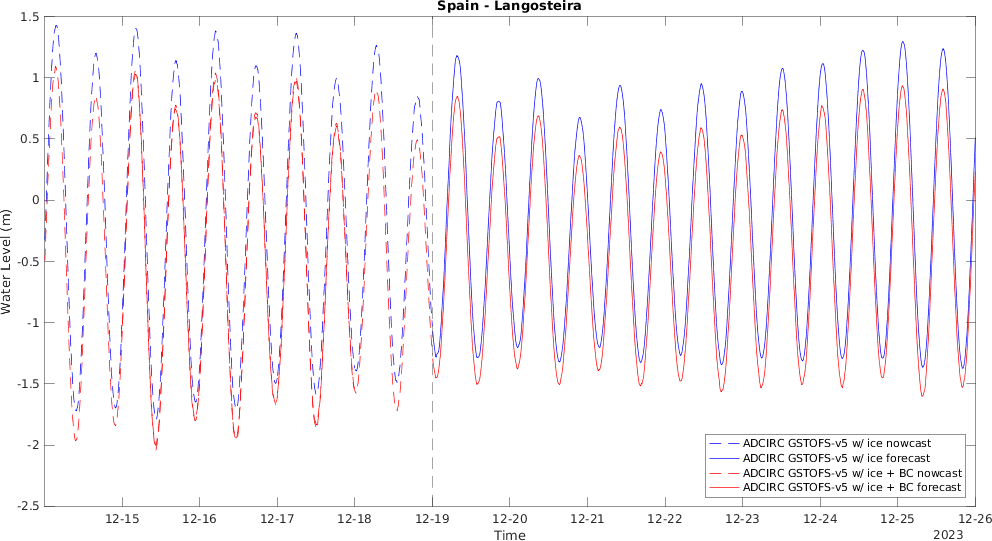 Spain - Langosteira
1.5
1
0.5
0
-0.5
-1
-1.5
-2
-2.5
Water Level (m)
12-15 12-16 12-17 12-18 12-19 12-20 12-21 12-22 12-23 12-24 12-25 12-26
Time
2023
ADCIRC GSTOFS-v5 w/ ice nowcast
ADCIRC GSTOFS-v5 w/ ice forecast
ADCIRC GSTOFS-v5 w/ ice + BC nowcast
ADCIRC GSTOFS-v5 w/ ice + BC forecast